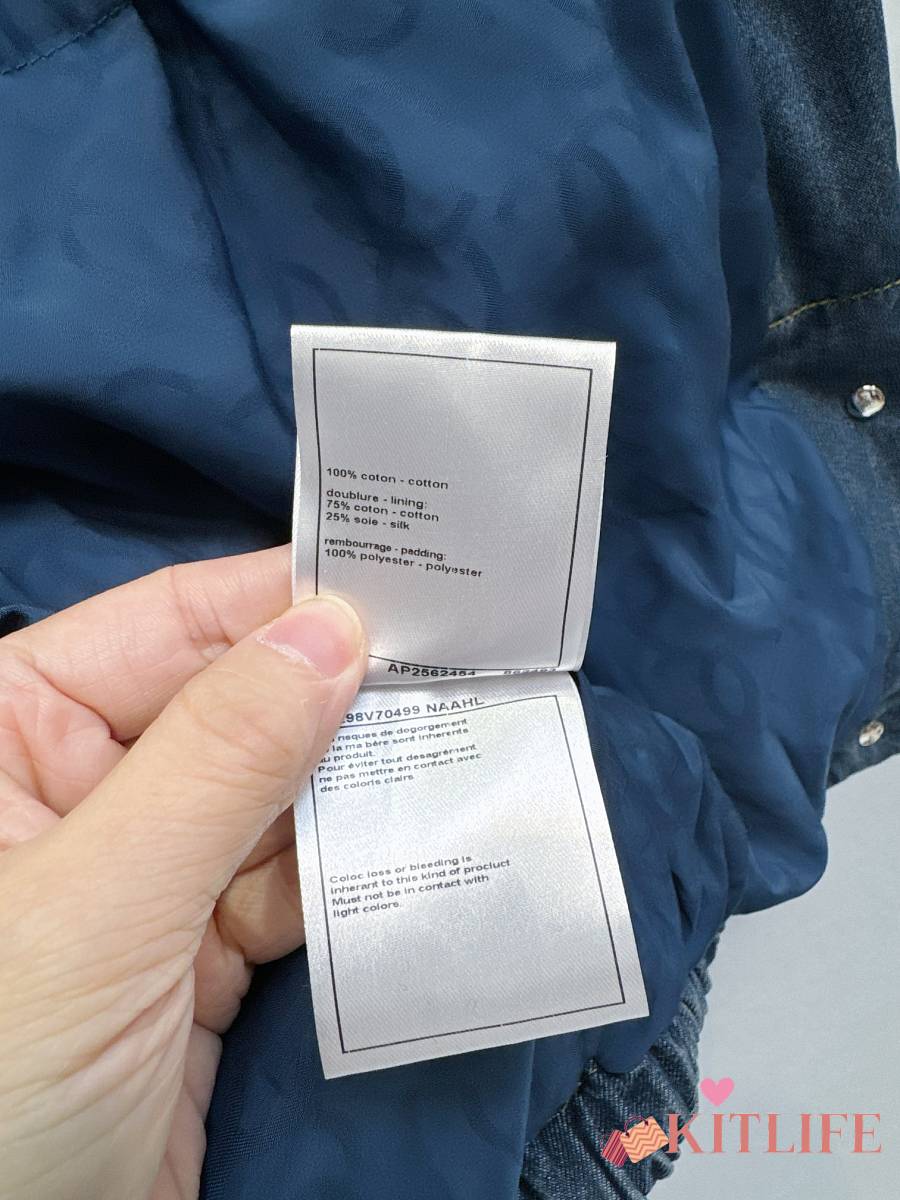 100% coton - cotton
doublure - lining:
75% coton - cotton
25% soie - silk
rembourrage - padding:
100% polyester - polyester
AP2562454
98V70499 NAAHL
risques de degorgement
la ma bère sont inherents
produit.
Pour éviter tout desagrément
ne pas mettre en contact avec
des coloris clairs
Coloc loss or bleeding is
inherant to this kind of procluct
Must not be in contact with
light colors.
KITLIFE